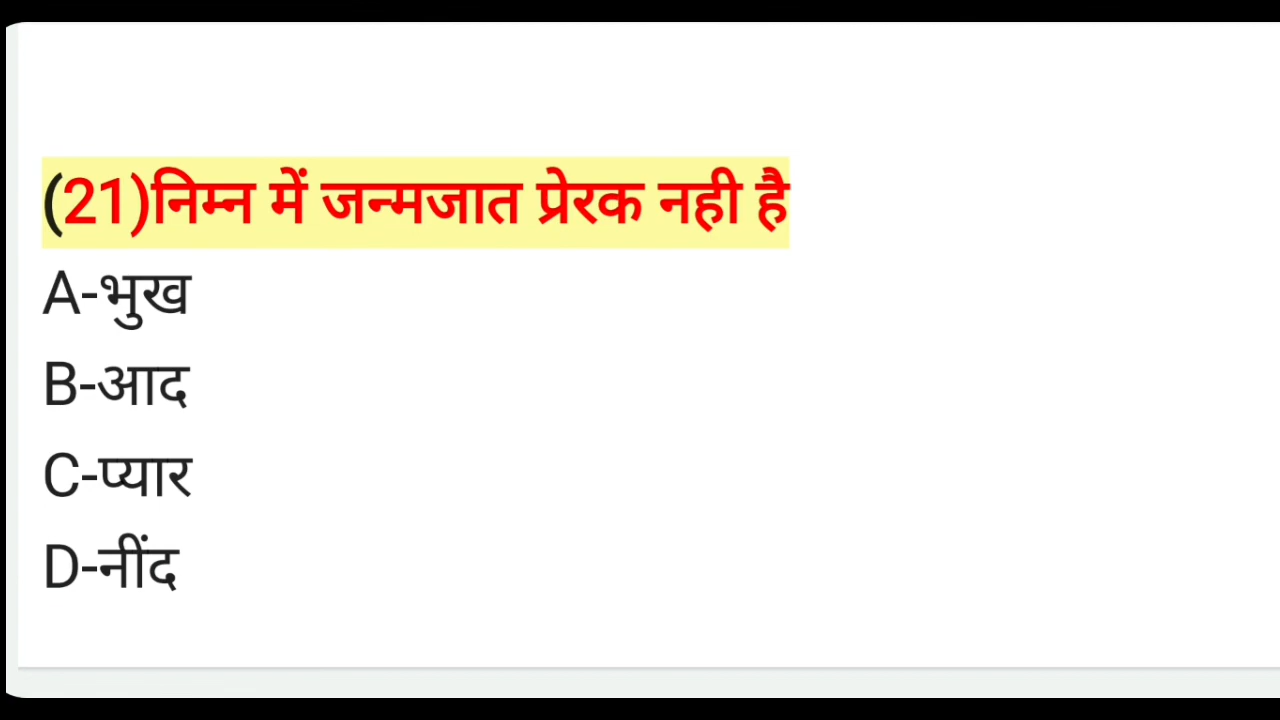 (21)निम्न में जन्मजात प्रेरक नही है
A-भुख
B-आद
C-प्यार
D-नींद